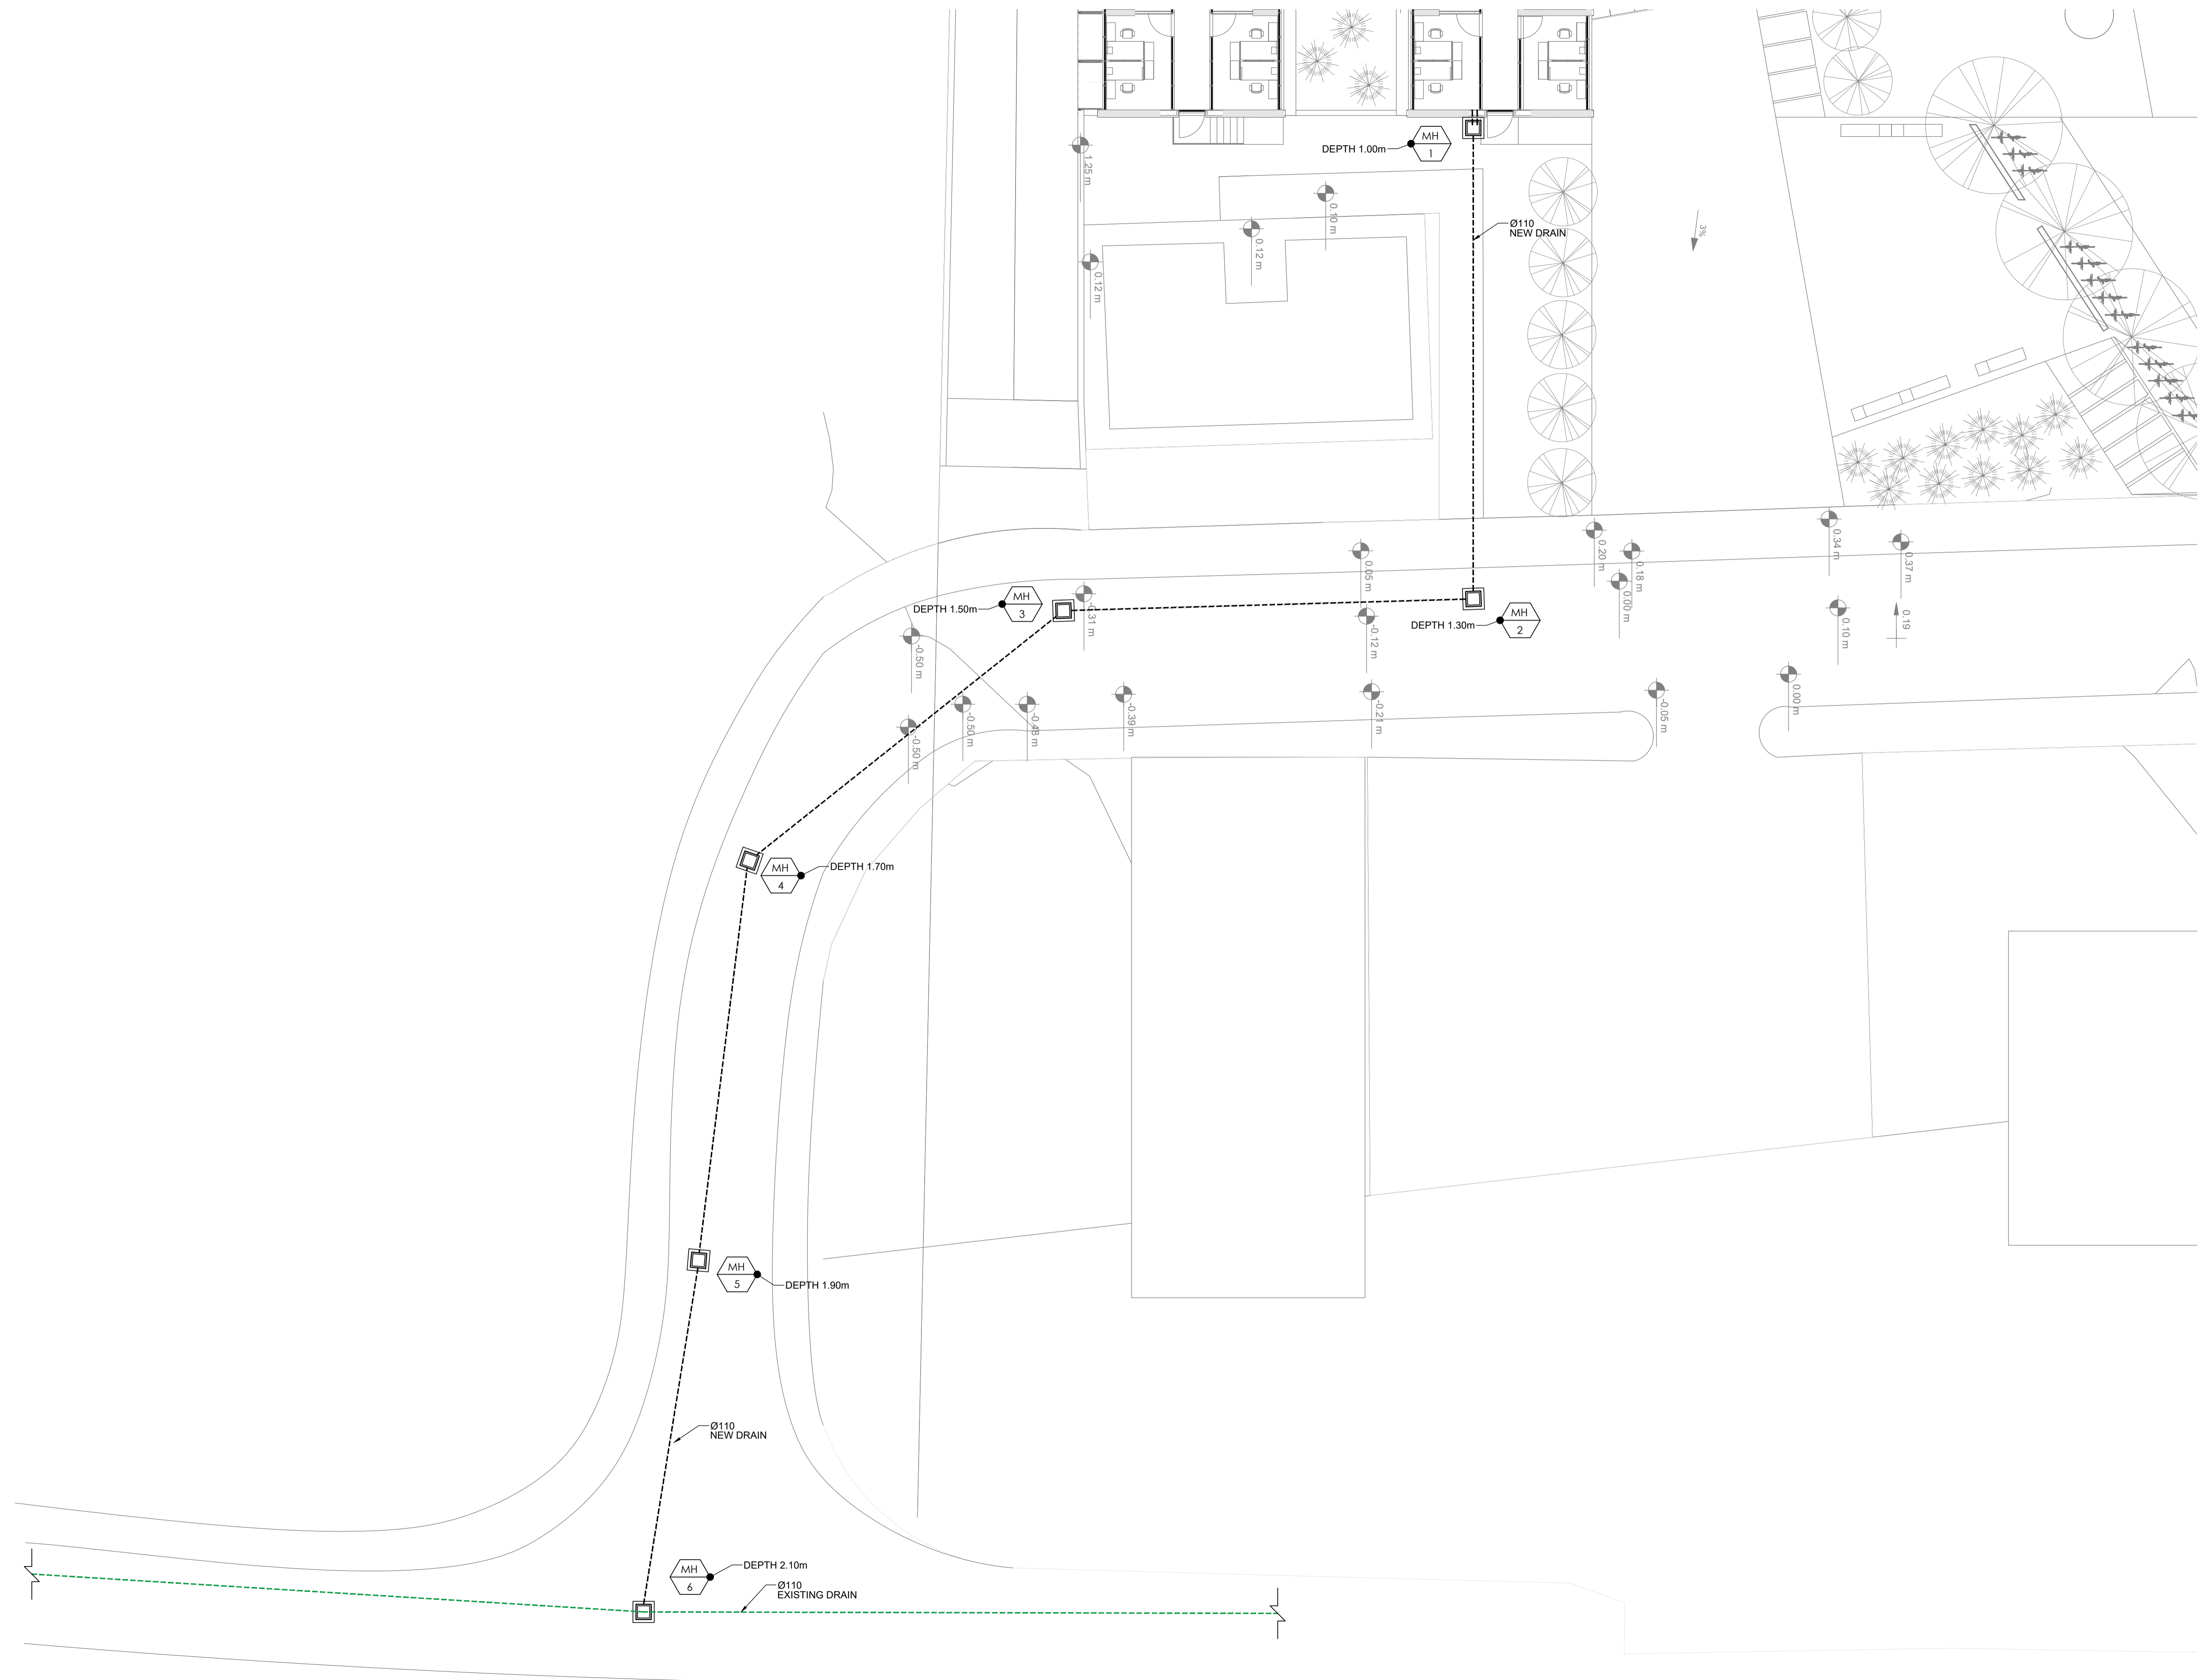 MH
1
DEPTH 1.00m
1.25 m
0.10 m
0.12 m
0.12 m
Ø110
NEW DRAIN
3%
0.20 m
0.34 m
0.05 m
0.18 m
0.37 m
0.00 m
MH
3
DEPTH 1.50m
-0.31 m
-0.12 m
MH
2
DEPTH 1.30m
0.10 m
0.19
-0.50 m
0.00 m
-0.05 m
-0.21 m
-0.39 m
-0.48 m
-0.50 m
-0.50 m
MH
4
DEPTH 1.70m
MH
5
DEPTH 1.90m
Ø110
NEW DRAIN
MH
6
DEPTH 2.10m
Ø110
EXISTING DRAIN